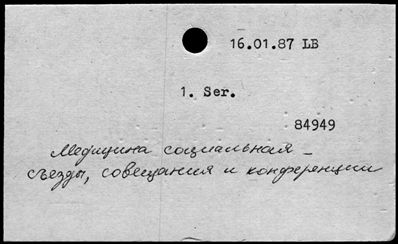 16.01.87 LB
1. Ser.
84949
Медицина социальная –
съезды, совещания и конференции